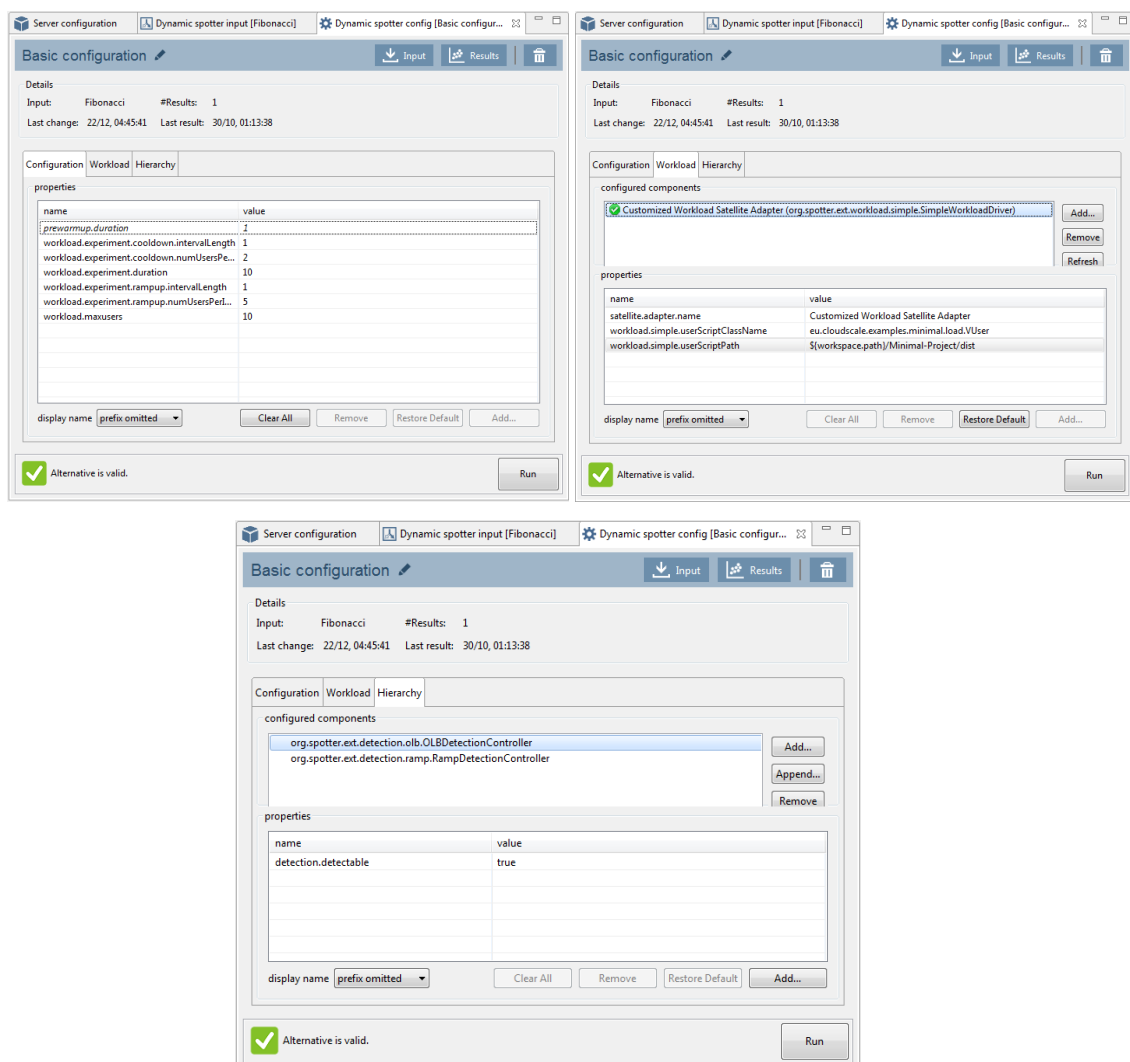 Server configuration
Dynamic spotter input [Fibonacci]
Dynamic spotter config [Basic configur...
Basic configuration
Input
Results
Details
Input: Fibonacci #Results: 1
Last change: 22/12, 04:45:41 Last result: 30/10, 01:13:38
Configuration Workload Hierarchy
properties
name value
prewarmup.duration 1
workload.experiment.cooldown.intervalLength 1
workload.experiment.cooldown.numUsersPe... 2
workload.experiment.duration 10
workload.experiment.rampup.intervalLength 1
workload.experiment.rampup.numUsersPerI... 5
workload.maxusers 10
display name prefix omitted Clear All Remove Restore Default Add...
Alternative is valid. Run
Server configuration
Dynamic spotter input [Fibonacci]
Dynamic spotter config [Basic configur...
Basic configuration
Input
Results
Details
Input: Fibonacci #Results: 1
Last change: 22/12, 04:45:41 Last result: 30/10, 01:13:38
Configuration Workload Hierarchy
configured components
Customized Workload Satellite Adapter (org.spotter.ext.workload.simple.SimpleWorkloadDriver)
Add...
Remove
Refresh
properties
name value
satellite.adapter.name Customized Workload Satellite Adapter
workload.simple.userScriptClassName eu.cloudscale.examples.minimal.load.VUser
workload.simple.userScriptPath ${workspace.path}/Minimal-Project/dist
display name prefix omitted Clear All Remove Restore Default Add...
Alternative is valid. Run
Server configuration
Dynamic spotter input [Fibonacci]
Dynamic spotter config [Basic configur...
Basic configuration
Input
Results
Details
Input: Fibonacci #Results: 1
Last change: 22/12, 04:45:41 Last result: 30/10, 01:13:38
Configuration Workload Hierarchy
configured components
org.spotter.ext.detection.olb.OLBDetectionController
org.spotter.ext.detection.ramp.RampDetectionController
Add...
Append...
Remove
properties
name value
detection.detectable true
display name prefix omitted Clear All Remove Restore Default Add...
Alternative is valid. Run